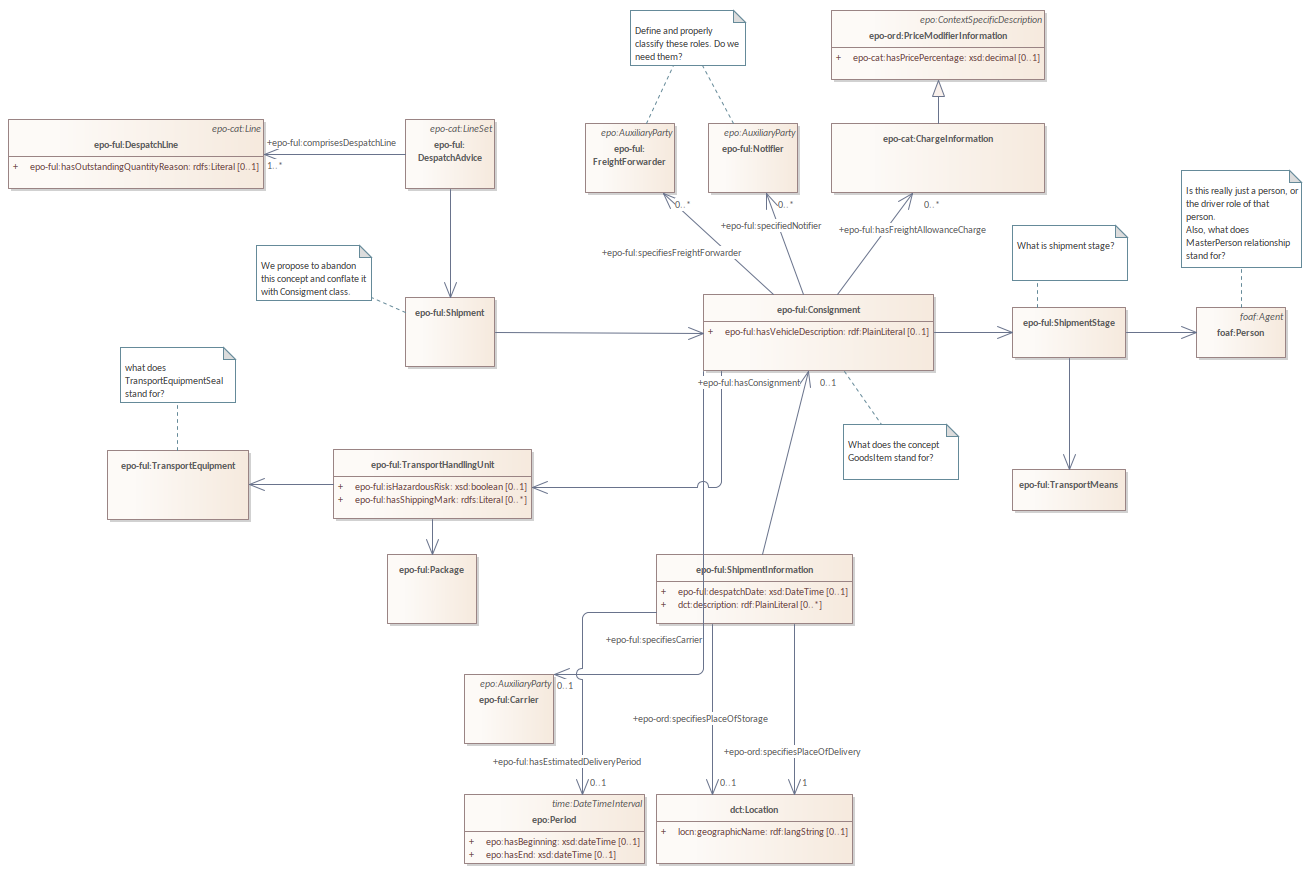 Define and properly
classify these roles. Do we
need them?
epo:ContextSpecificDescription
epo-ord:PriceModifierInformation
+ epo-cat:hasPricePercentage: xsd:decimal [0..1]
epo-cat:Line
epo-ful:DespatchLine
+ epo-ful:hasOutstandingQuantityReason: rdfs:Literal [0..1]
+epo-ful:comprisesDespatchLine
1..*
epo-cat:LineSet
epo-ful:
DespatchAdvice
epo:AuxiliaryParty
epo-ful:
FreightForwarder
epo:AuxiliaryParty
epo-ful:Notifier
epo-cat:ChargeInformation
Is this really just a person, or
the driver role of that
person.
Also, what does
MasterPerson relationship
stand for?
0..*
0..*
0..*
+epo-ful:specifiedNotifier
+epo-ful:hasFreightAllowanceCharge
+epo-ful:specifiesFreightForwarder
What is shipment stage?
We propose to abandon
this concept and conflate it
with Consigment class.
epo-ful:Shipment
epo-ful:Consignment
+ epo-ful:hasVehicleDescription: rdf:PlainLiteral [0..1]
epo-ful:ShipmentStage
foaf:Agent
foaf:Person
what does
TransportEquipmentSeal
stand for?
+epo-ful:hasConsignment
0..1
What does the concept
GoodsItem stand for?
epo-ful:TransportEquipment
epo-ful:TransportHandlingUnit
+ epo-ful:isHazardousRisk: xsd:boolean [0..1]
+ epo-ful:hasShippingMark: rdfs:Literal [0..*]
epo-ful:TransportMeans
epo-ful:Package
epo-ful:ShipmentInformation
+ epo-ful:despatchDate: xsd:DateTime [0..1]
+ dct:description: rdf:PlainLiteral [0..*]
+epo-ful:specifiesCarrier
0..1
epo:AuxiliaryParty
epo-ful:Carrier
+epo-ord:specifiesPlaceOfStorage
+epo-ord:specifiesPlaceOfDelivery
+epo-ful:hasEstimatedDeliveryPeriod
0..1
0..1
1
time:DateTimeInterval
epo:Period
+ epo:hasBeginning: xsd:dateTime [0..1]
+ epo:hasEnd: xsd:dateTime [0..1]
dct:Location
+ locn:geographicName: rdf:langString [0..1]